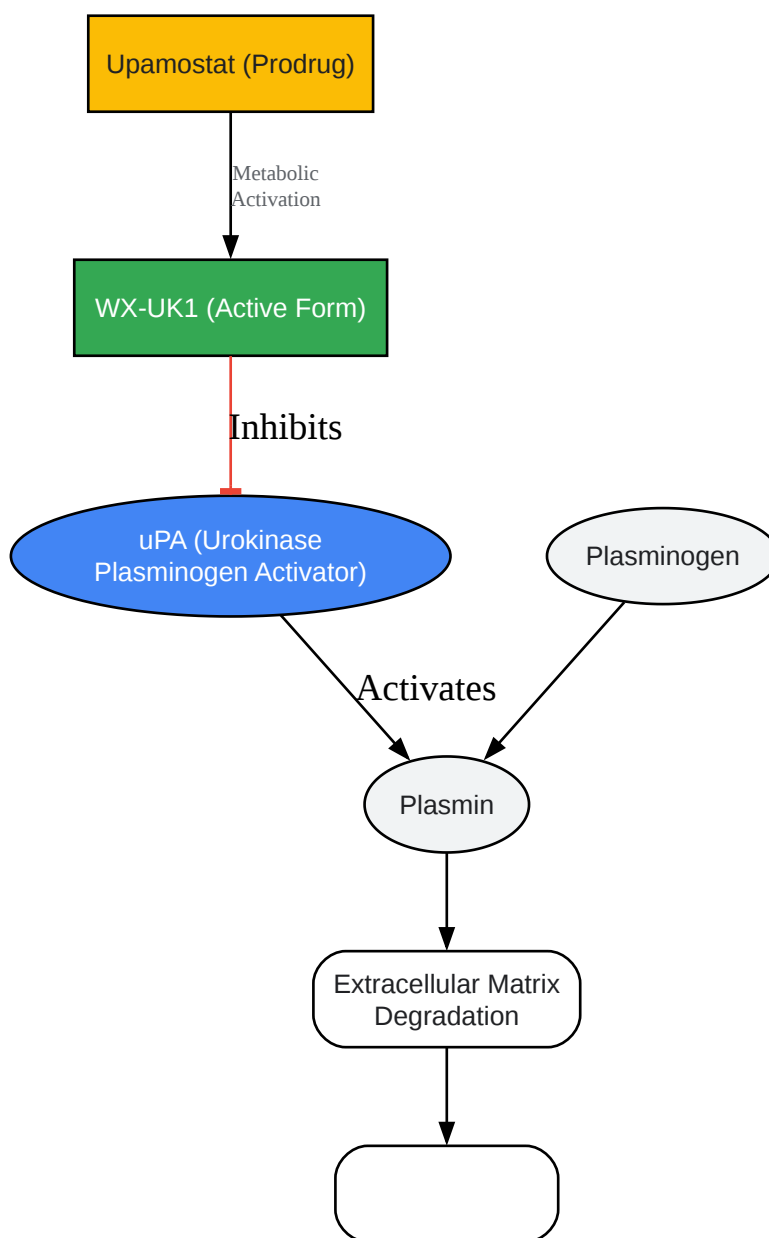 Upamostat (Prodrug)
Metabolic
Activation
WX-UK1 (Active Form)
Inhibits
uPA (Urokinase
Plasminogen Activator)
Plasminogen
Activates
Plasmin
Extracellular Matrix
Degradation